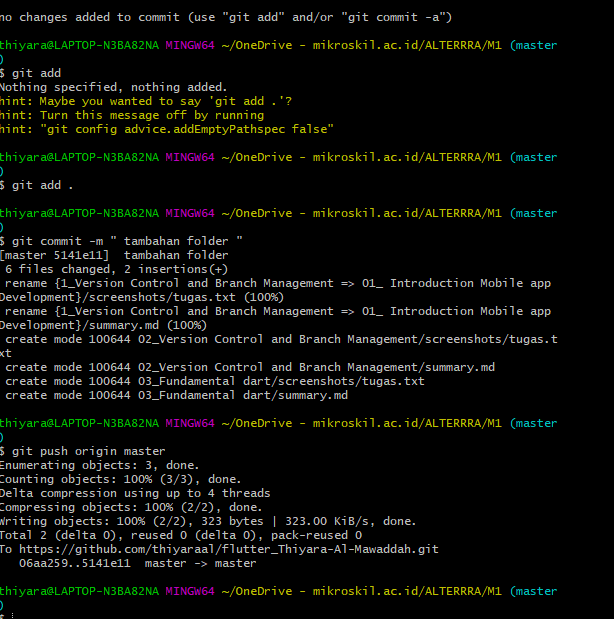 no changes added to commit (use "git add" and/or "git commit -a")
thiyara@LAPTOP-N3BA82NA MINGW64 ~/OneDrive - mikroskil.ac.id/ALTERRRA/M1 (master
)
$ git add
Nothing specified, nothing added.
hint: Maybe you wanted to say 'git add .'?
hint: Turn this message off by running
hint: "git config advice.addEmptyPathspec false"
thiyara@LAPTOP-N3BA82NA MINGW64 ~/OneDrive - mikroskil.ac.id/ALTERRRA/M1 (master
)
$ git add .
thiyara@LAPTOP-N3BA82NA MINGW64 ~/OneDrive - mikroskil.ac.id/ALTERRRA/M1 (master
)
$ git commit -m " tambahan folder "
[master 5141e11]  tambahan folder
 6 files changed, 2 insertions(+)
 rename {1_Version Control and Branch Management => 01_ Introduction Mobile app
Development}/screenshots/tugas.txt (100%)
 rename {1_Version Control and Branch Management => 01_ Introduction Mobile app
Development}/summary.md (100%)
 create mode 100644 02_Version Control and Branch Management/screenshots/tugas.t
xt
 create mode 100644 02_Version Control and Branch Management/summary.md
 create mode 100644 03_Fundamental dart/screenshots/tugas.txt
 create mode 100644 03_Fundamental dart/summary.md
thiyara@LAPTOP-N3BA82NA MINGW64 ~/OneDrive - mikroskil.ac.id/ALTERRRA/M1 (master
)
$ git push origin master
Enumerating objects: 3, done.
Counting objects: 100% (3/3), done.
Delta compression using up to 4 threads
Compressing objects: 100% (2/2), done.
Writing objects: 100% (2/2), 323 bytes | 323.00 KiB/s, done.
Total 2 (delta 0), reused 0 (delta 0), pack-reused 0
To https://github.com/thiyaraal/flutter_Thiyara-Al-Mawaddah.git
   06aa259..5141e11  master -> master
thiyara@LAPTOP-N3BA82NA MINGW64 ~/OneDrive - mikroskil.ac.id/ALTERRRA/M1 (master
)
$